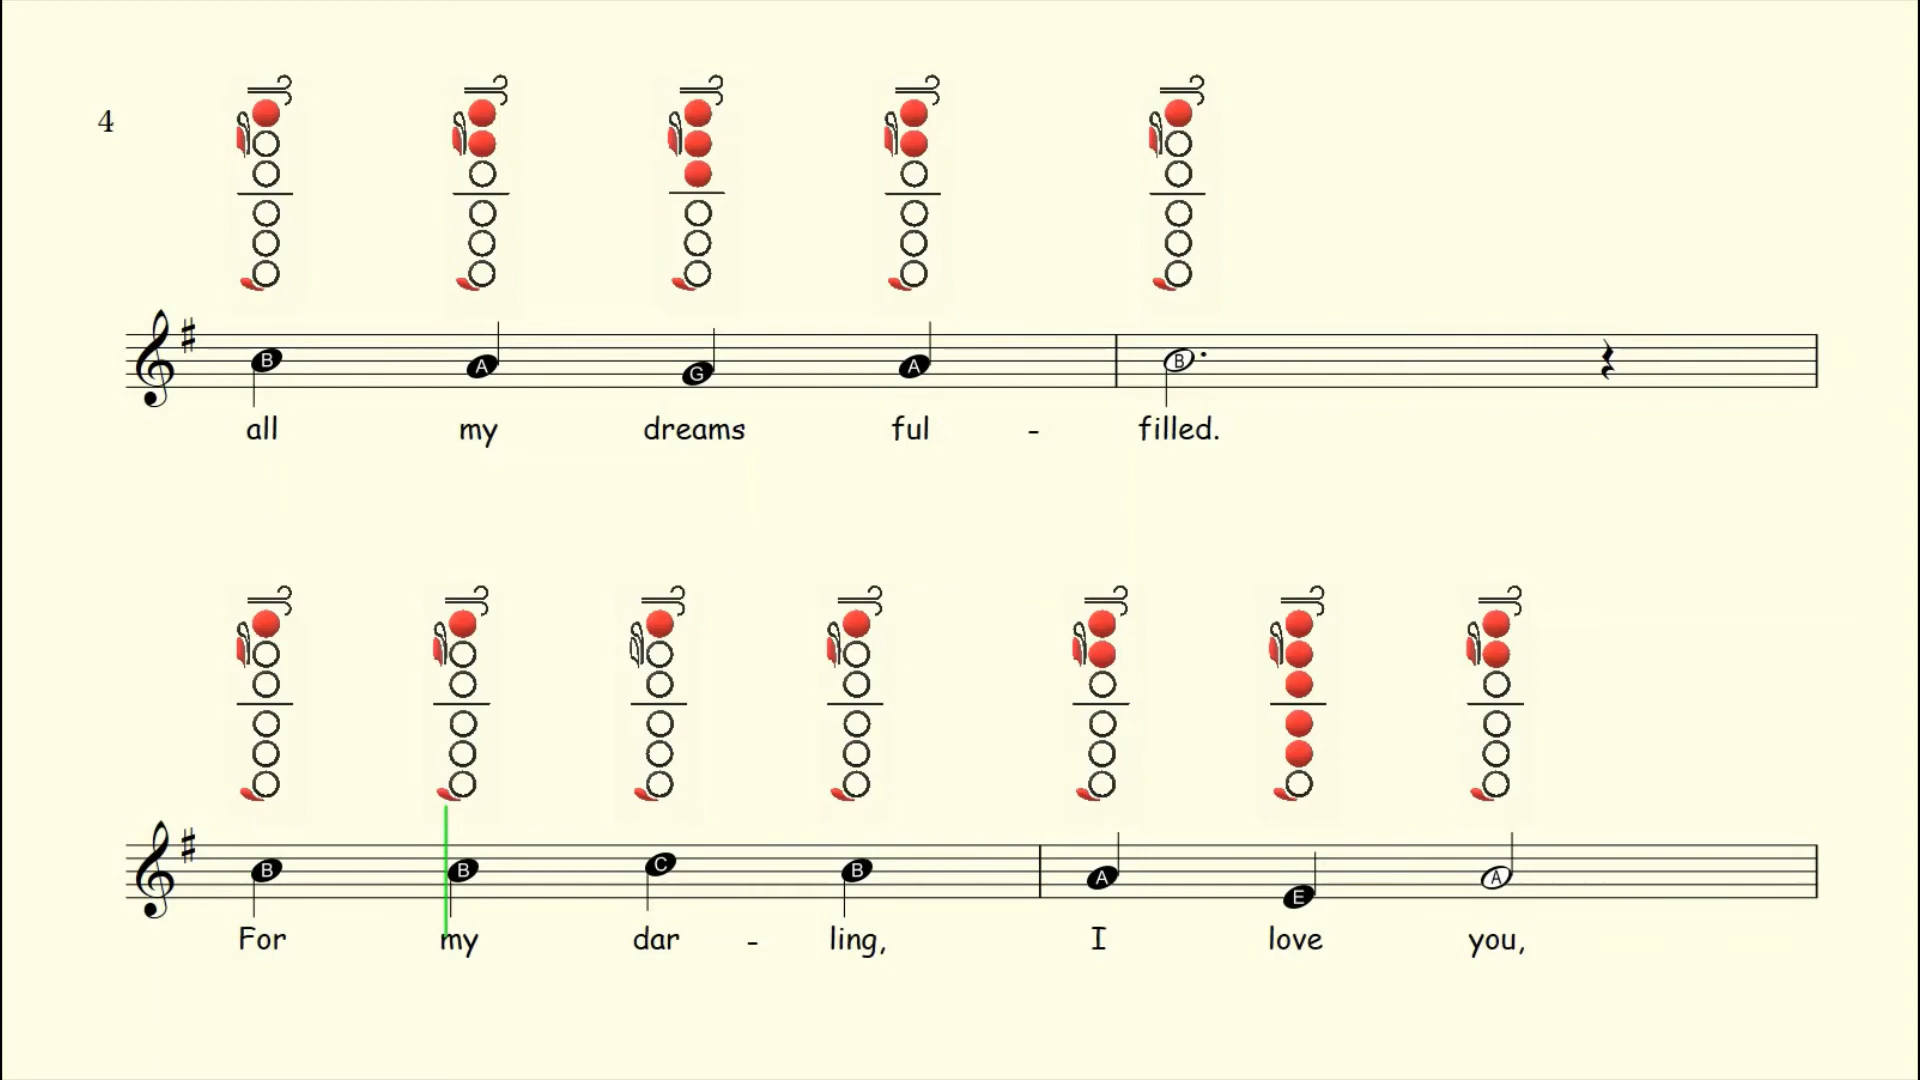 4
B A G A B
all my dreams ful - filled.
B B C B A E A
For my dar - ling, I love you,